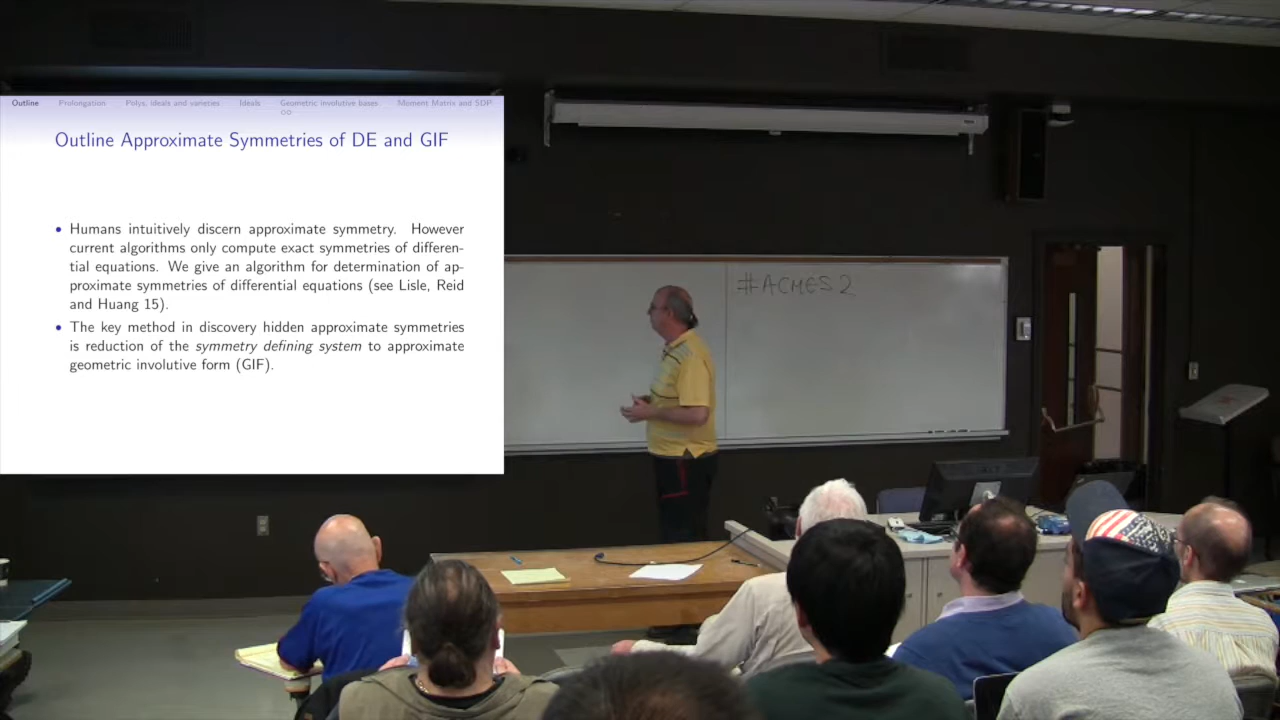 Outline Prolongation Polys, ideals and varieties Ideals Geometric involutive bases Moment Matrix and SDP-
Outline Approximate Symmetries of DE and GIF
• Humans intuitively discern approximate symmetry. However
current algorithms only compute exact symmetries of differen-
tial equations. We give an algorithm for determination of ap-
proximate symmetries of differential equations (see Lisle, Reid
and Huang 15).
• The key method in discovery hidden approximate symmetries
is reduction of the symmetry defining system to approximate
geometric involutive form (GIF).
#ACMES 2